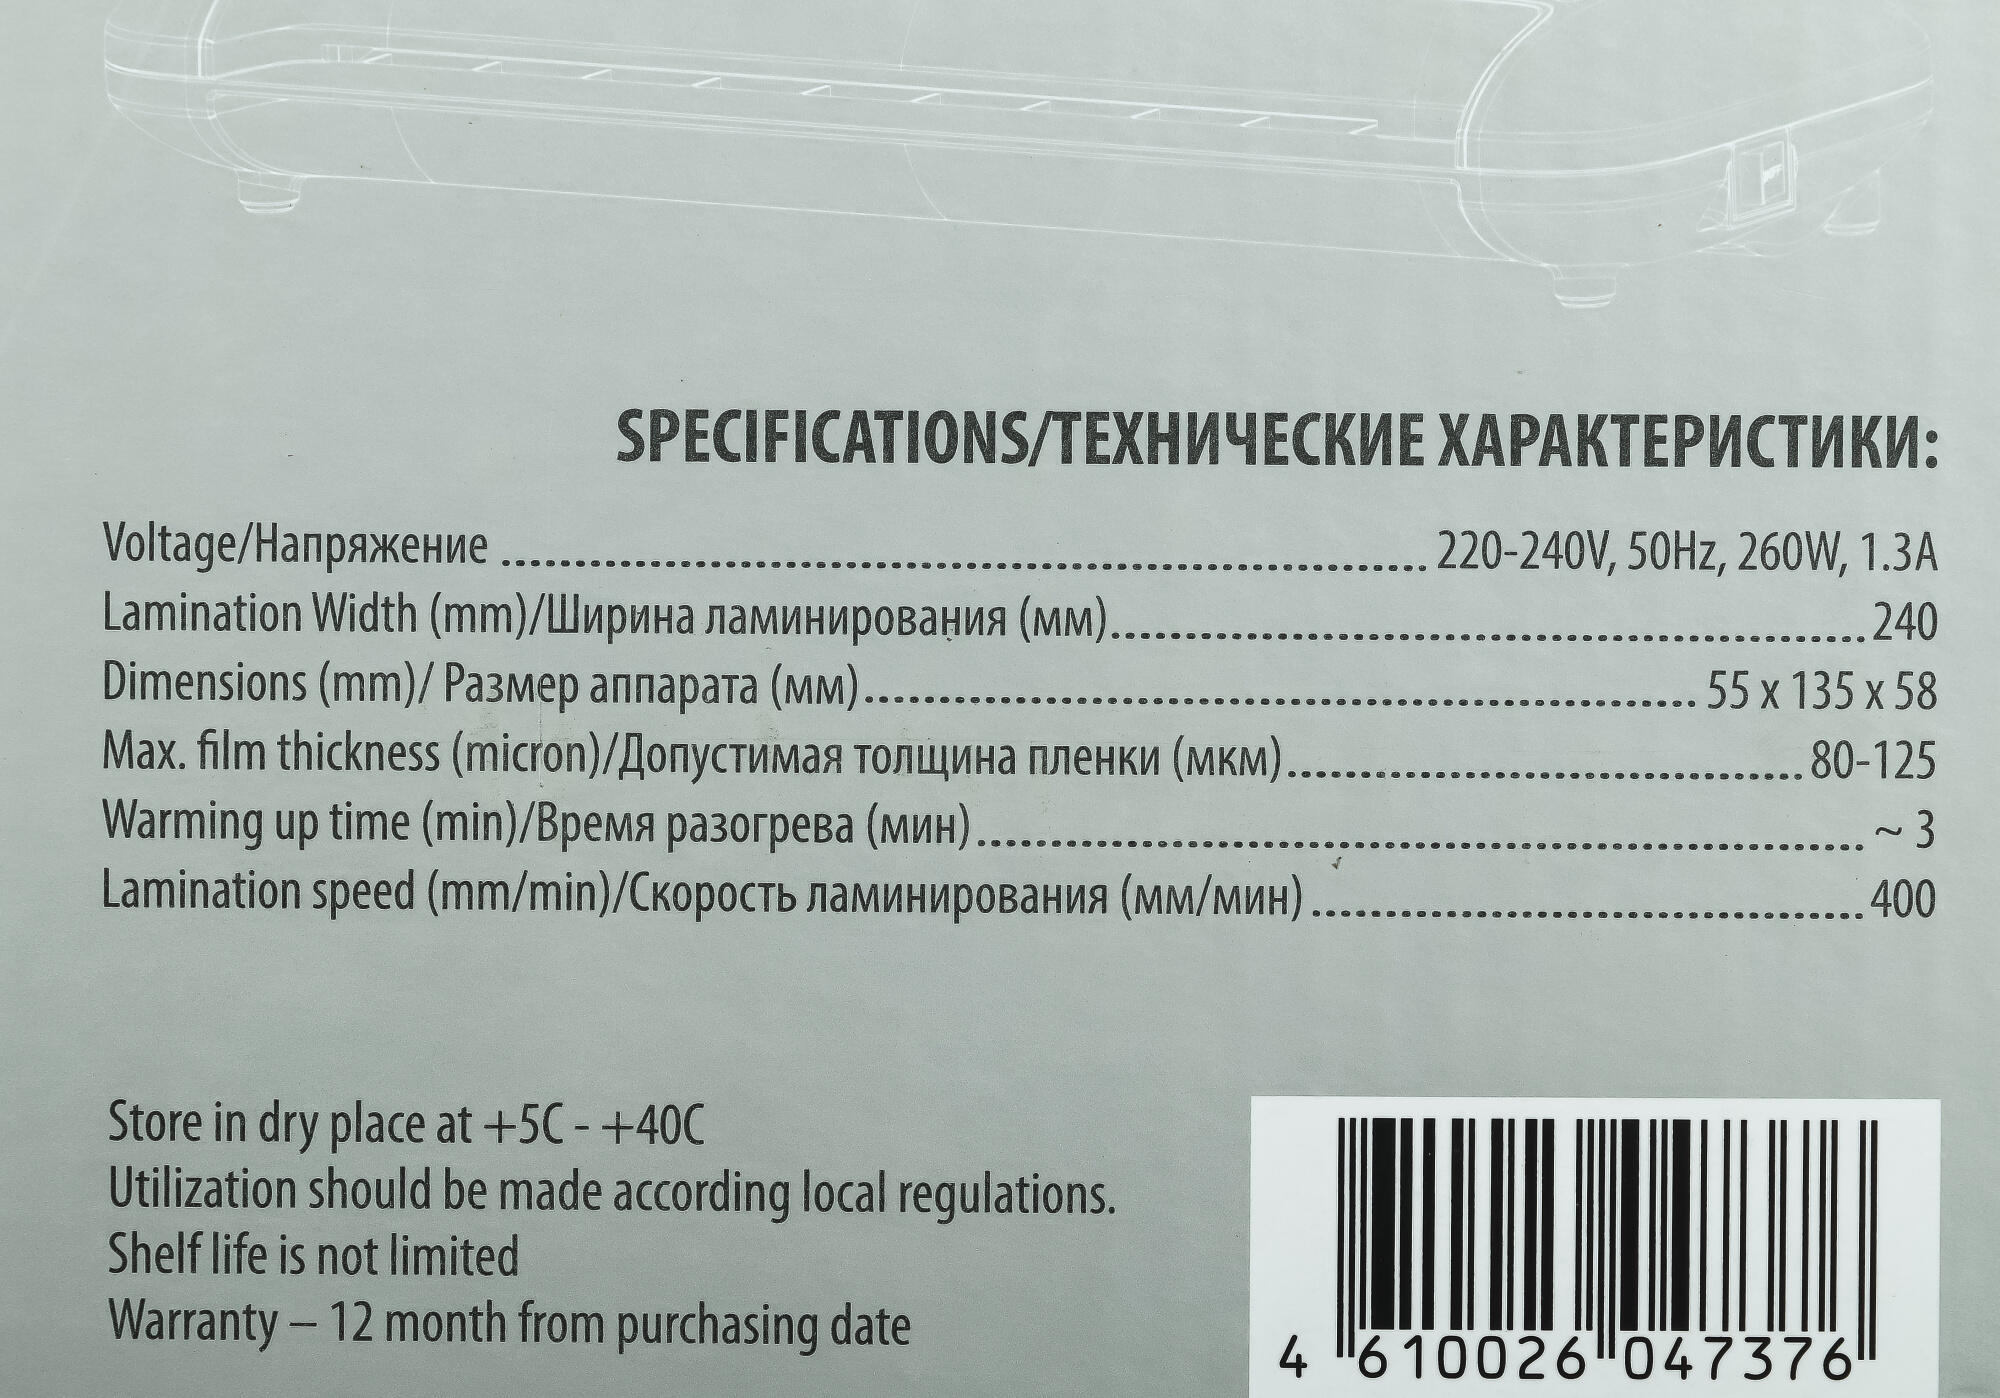 SPECIFICATIONS/ТЕХНИЧЕСКИЕ ХАРАКТЕРИСТИКИ:
Voltage/Напряжение ........................................................................ 220-240V, 50Hz, 260W, 1.3A
Lamination Width (mm)/Ширина ламинирования (мм)........................................................... 240
Dimensions (mm)/ Размер аппарата (мм)................................................................. 55 x 135 x 58
Max. film thickness (micron)/Допустимая толщина пленки (мкм)......................................... 80-125
Warming up time (min)/Время разогрева (мин)..................................................................... ~ 3
Lamination speed (mm/min)/Скорость ламинирования (мм/мин)........................................... 400
Store in dry place at +5C - +40C
Utilization should be made according local regulations.
Shelf life is not limited
Warranty – 12 month from purchasing date
4 610026 047376